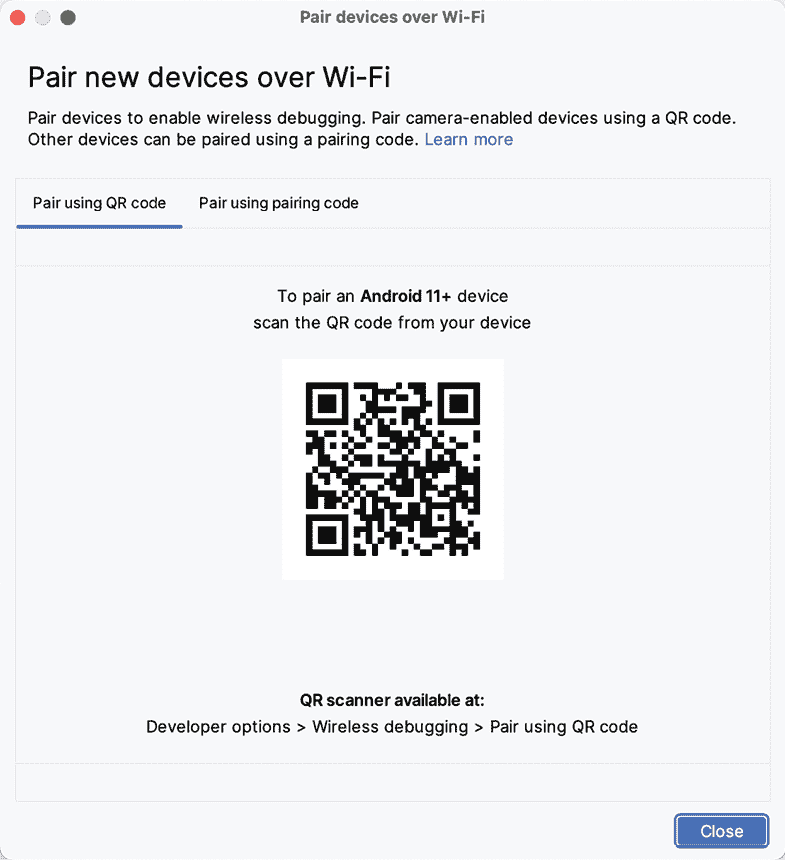 Pair devices over Wi-Fi
Pair new devices over Wi-Fi
Pair devices to enable wireless debugging. Pair camera-enabled devices using a QR code.
Other devices can be paired using a pairing code. Learn more
Pair using QR code
Pair using pairing code
To pair an Android 11+ device
scan the QR code from your device
QR scanner available at:
Developer options > Wireless debugging > Pair using QR code
Close